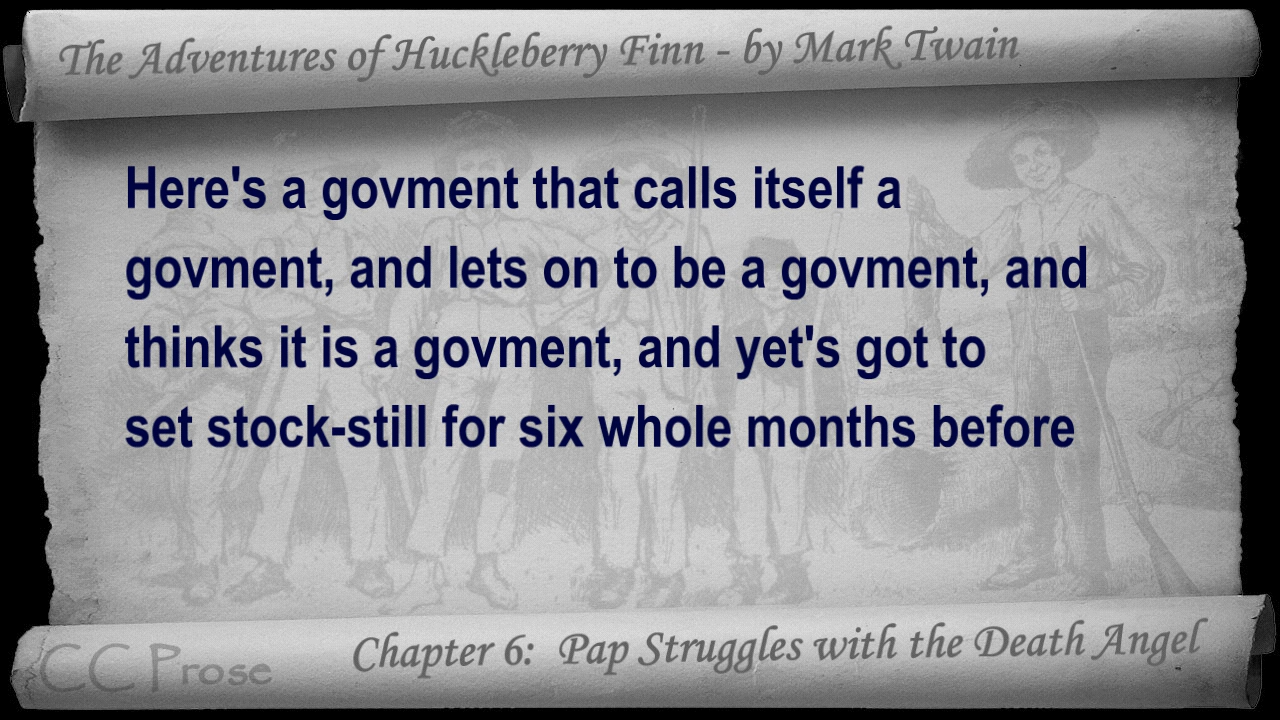 The Adventures of Huckleberry Finn - by Mark Twain
Here's a govment that calls itself a
govment, and lets on to be a govment, and
thinks it is a govment, and yet's got to
set stock-still for six whole months before
CC Prose
Chapter 6: Pap Struggles with the Death Angel